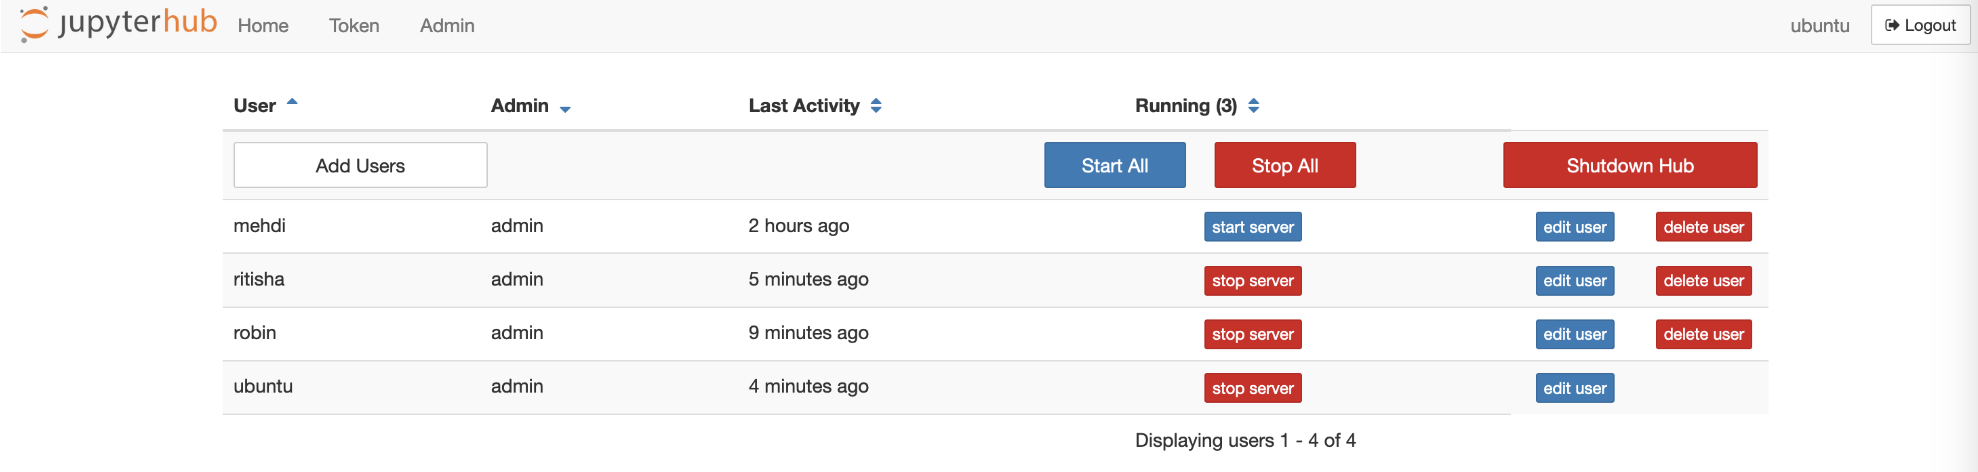 jupyterhub Home Token Admin ubuntu Logout
User Admin Last Activity Running (3)
Add Users Start All Stop All Shutdown Hub
mehdi admin 2 hours ago start server edit user delete user
ritisha admin 5 minutes ago stop server edit user delete user
robin admin 9 minutes ago stop server edit user delete user
ubuntu admin 4 minutes ago stop server edit user
Displaying users 1 - 4 of 4